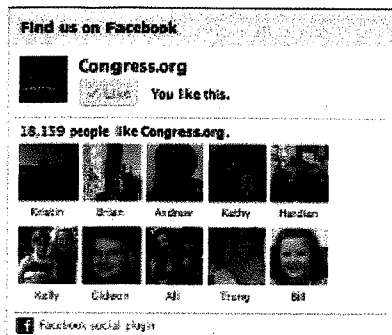 Find us on Facebook
Congress.org
Like
You like this.
18,159 people like Congress.org.
Kristin Brian Andrew Kathy
Kelly Gideon Ali Trung Bill
Facebook social plugin